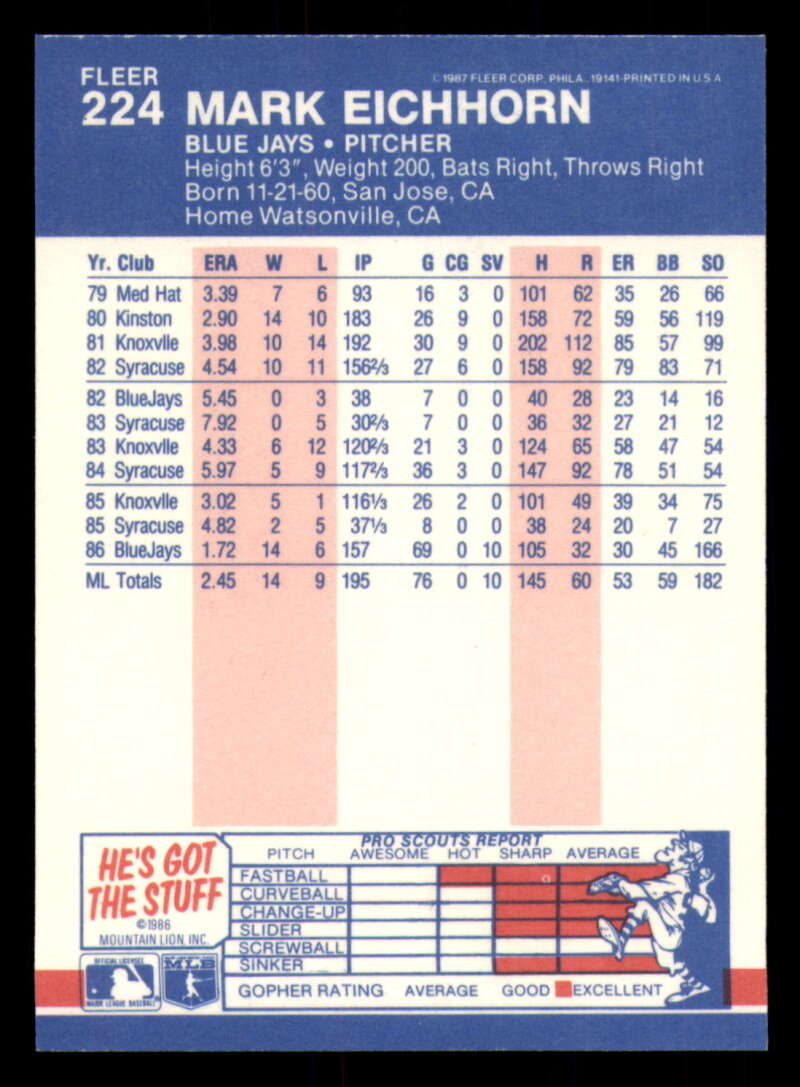 FLEER ©1987 FLEER CORP. PHILA. 19141-PRINTED IN U S A
224 MARK EICHHORN
BLUE JAYS • PITCHER
Height 6'3", Weight 200, Bats Right, Throws Right
Born 11-21-60, San Jose, CA
Home Watsonville, CA
Yr. Club ERA W L IP G CG SV H R ER BB SO
79 Med Hat 3.39 7 6 93 16 3 0 101 62 35 26 66
80 Kinston 2.90 14 10 183 26 9 0 158 72 59 56 119
81 Knoxvlle 3.98 10 14 192 30 9 0 202 112 85 57 99
82 Syracuse 4.54 10 11 156⅔ 27 6 0 158 92 79 83 71
82 BlueJays 5.45 0 3 38 7 0 0 40 28 23 14 16
83 Syracuse 7.92 0 5 30⅔ 7 0 0 36 32 27 21 12
83 Knoxvlle 4.33 6 12 120⅔ 21 3 0 124 65 58 47 54
84 Syracuse 5.97 5 9 117⅔ 36 3 0 147 92 78 51 54
85 Knoxvlle 3.02 5 1 116⅓ 26 2 0 101 49 39 34 75
85 Syracuse 4.82 2 5 37⅓ 8 0 0 38 24 20 7 27
86 BlueJays 1.72 14 6 157 69 0 10 105 32 30 45 166
ML Totals 2.45 14 9 195 76 0 10 145 60 53 59 182
HE'S GOT
THE STUFF
©1986
MOUNTAIN LION, INC.
OFFICIAL LICENSEE
MAJOR LEAGUE BASEBALL
MLB
PRO SCOUTS REPORT
PITCH AWESOME HOT SHARP AVERAGE
FASTBALL
CURVEBALL
CHANGE-UP
SLIDER
SCREWBALL
SINKER
GOPHER RATING AVERAGE GOOD EXCELLENT